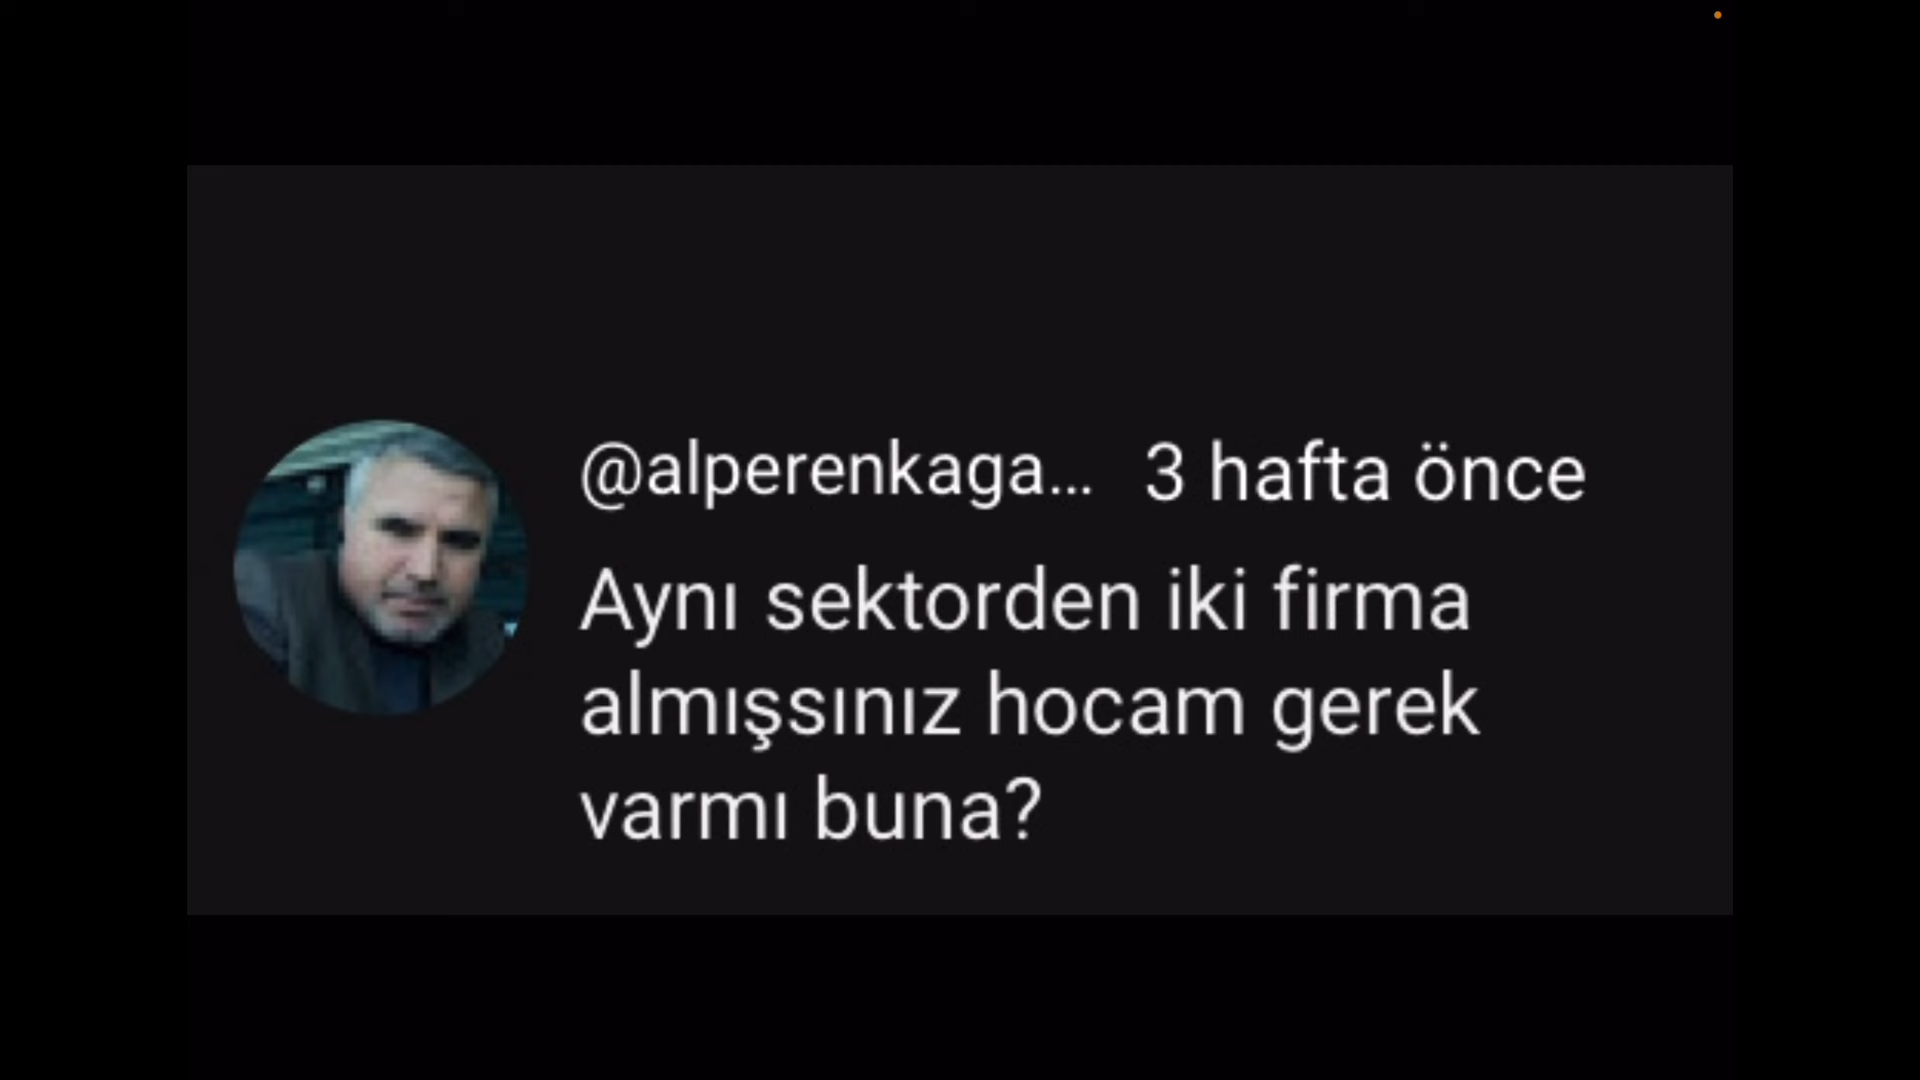 @alperenkaga... 3 hafta önce
Aynı sektorden iki firma
almışsınız hocam gerek
varmı buna?